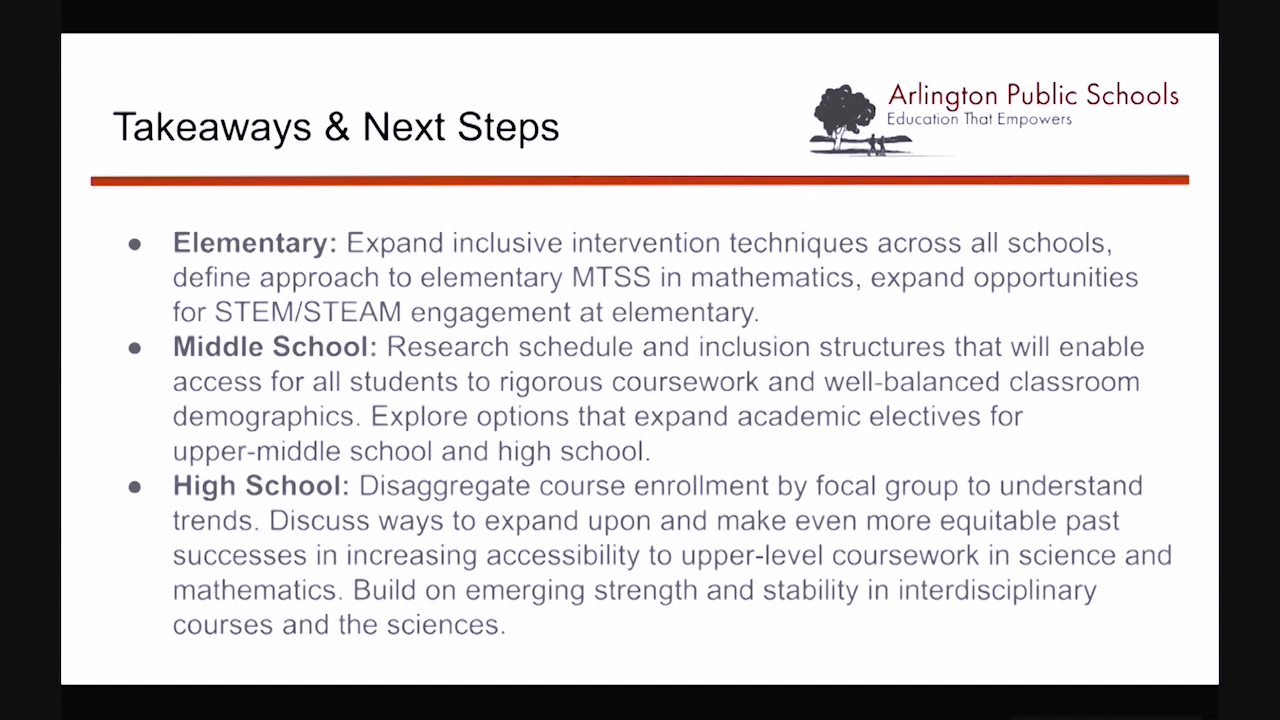 Takeaways & Next Steps
Arlington Public Schools
Education That Empowers
● Elementary: Expand inclusive intervention techniques across all schools,
define approach to elementary MTSS in mathematics, expand opportunities
for STEM/STEAM engagement at elementary.
● Middle School: Research schedule and inclusion structures that will enable
access for all students to rigorous coursework and well-balanced classroom
demographics. Explore options that expand academic electives for
upper-middle school and high school.
● High School: Disaggregate course enrollment by focal group to understand
trends. Discuss ways to expand upon and make even more equitable past
successes in increasing accessibility to upper-level coursework in science and
mathematics. Build on emerging strength and stability in interdisciplinary
courses and the sciences.